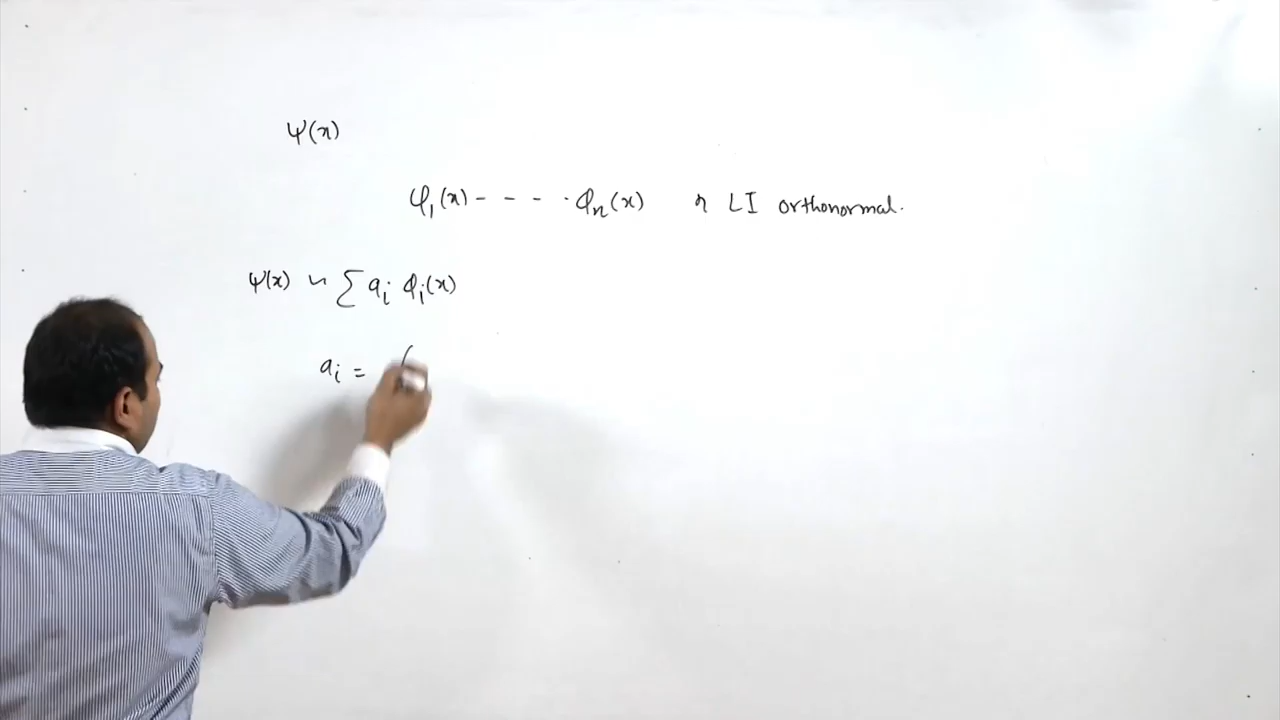 ψ(x)
φ₁(x) - - - - · φₙ(x) n LI orthonormal.
ψ(x) ~ ∑ aᵢ φᵢ(x)
aᵢ = (